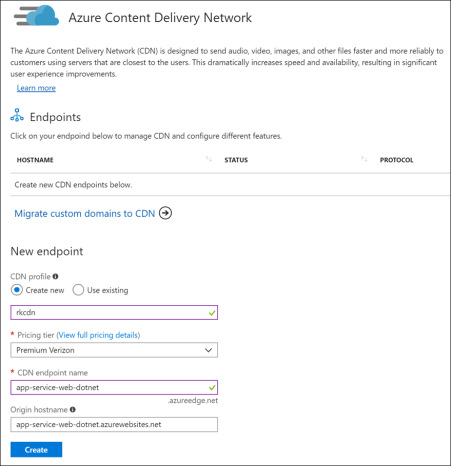 Azure Content Delivery Network
The Azure Content Delivery Network (CDN) is designed to send audio, video, images, and other files faster and more reliably to
customers using servers that are closest to the users. This dramatically increases speed and availability, resulting in significant
user experience improvements.
Learn more
Endpoints
Click on your endpoind below to manage CDN and configure different features.
HOSTNAME STATUS PROTOCOL
Create new CDN endpoints below.
Migrate custom domains to CDN
New endpoint
CDN profile
Create new Use existing
rkcdn
* Pricing tier (View full pricing details)
Premium Verizon
* CDN endpoint name
app-service-web-dotnet
.azureedge.net
Origin hostname
app-service-web-dotnet.azurewebsites.net
Create